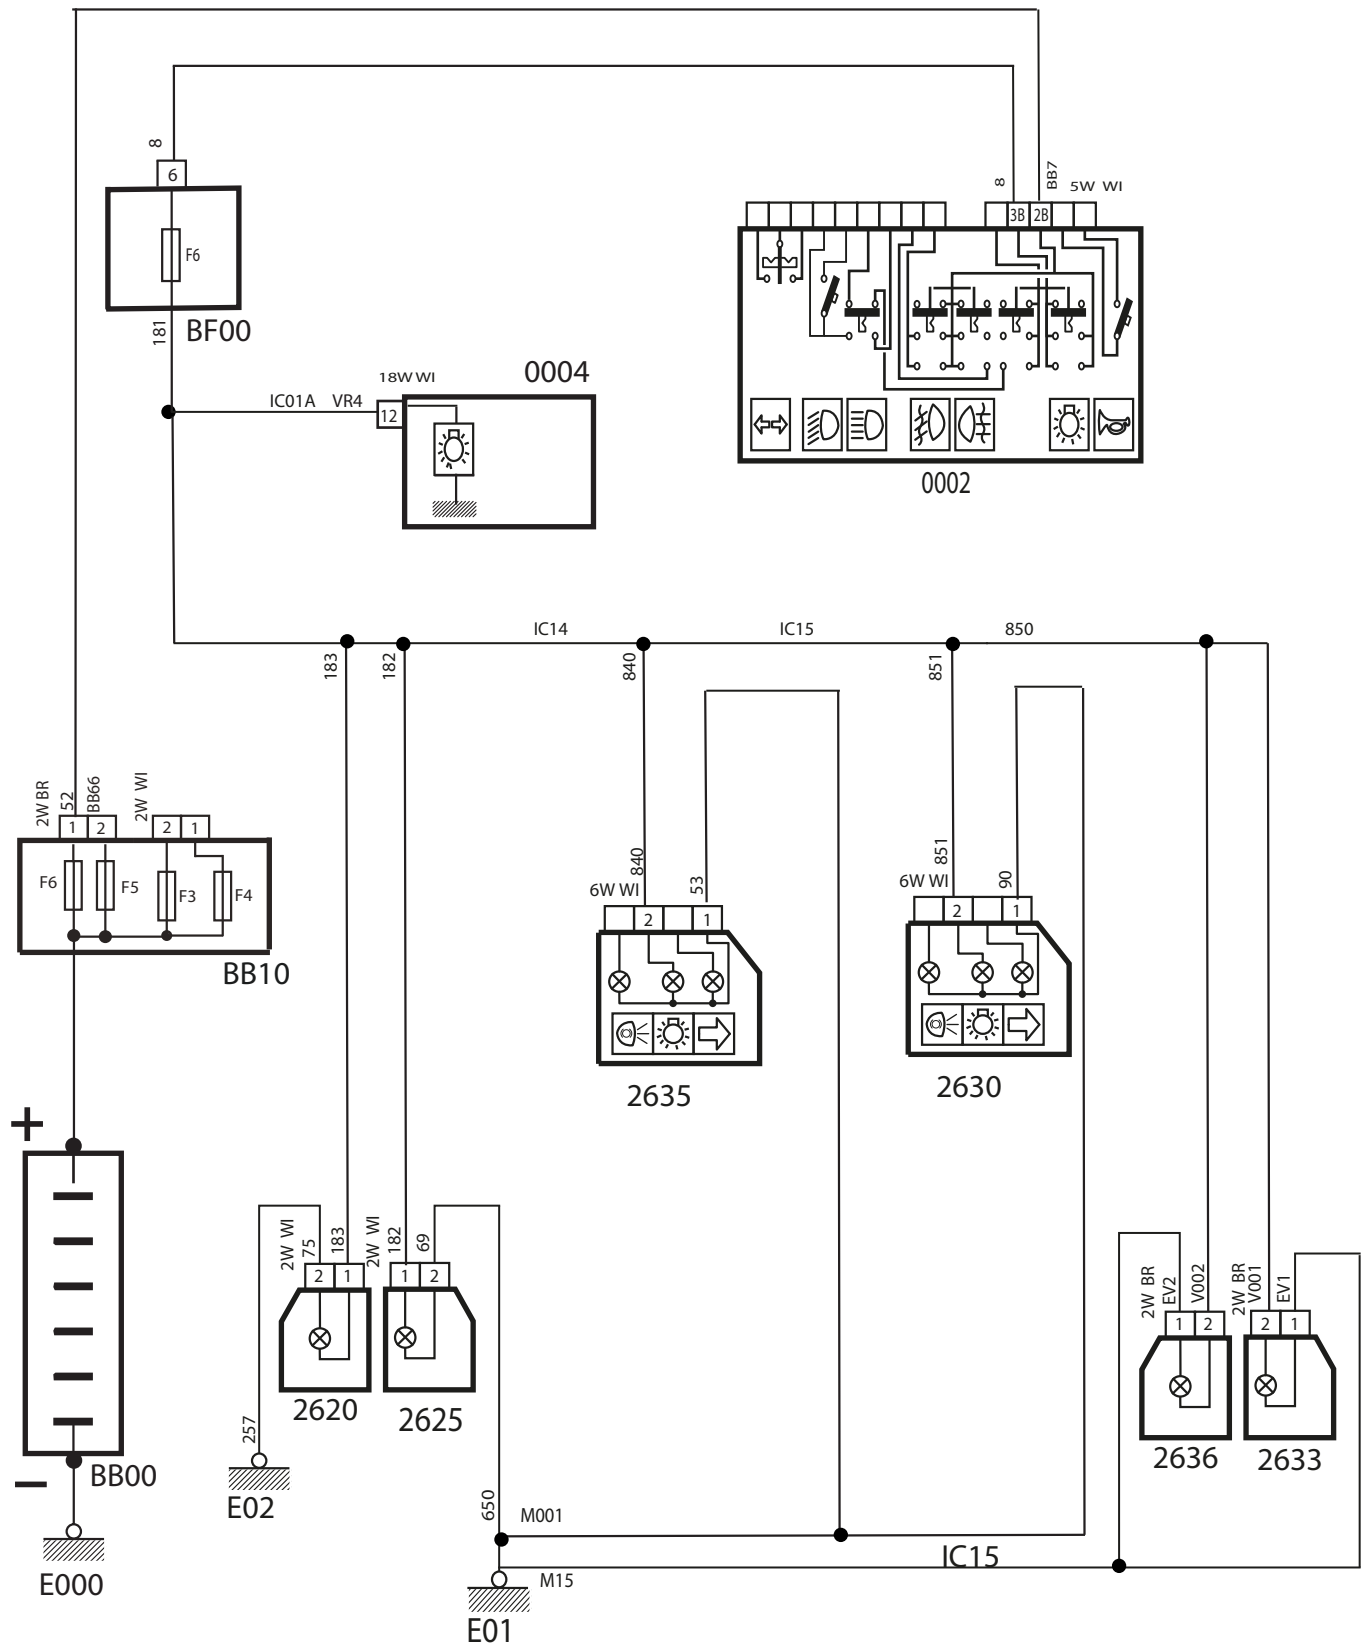 8
6
F6
BF00
181
8
BB7
5W WI
3B
2B
0002
18W WI
0004
IC01A VR4
12
IC14
IC15
850
183
182
840
851
2W BR
52
BB66
2W WI
1
2
2
1
F6
F5
F3
F4
BB10
840
53
6W WI
2
1
2635
851
90
6W WI
2
1
2630
+
−
BB00
E000
2W WI
75
183
2
1
2620
2W WI
182
69
1
2
2625
257
E02
650
M001
M15
E01
IC15
2W BR
EV2
V002
1
2
2636
2W BR
V001
EV1
2
1
2633